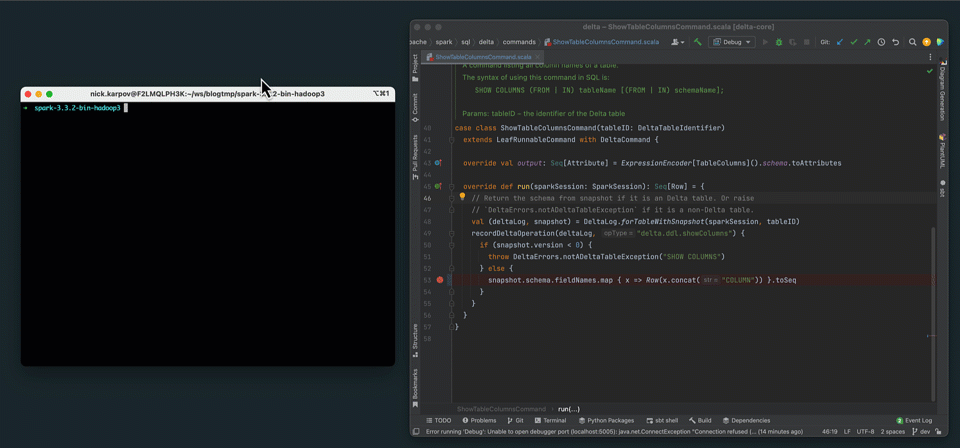 nick.karpov@F2LMQLPH3K:~/ws/blogtmp/spark-3.3.2-bin-hadoop3
⌥⌘1
→ spark-3.3.2-bin-hadoop3
delta – ShowTableColumnsCommand.scala [delta-core]
pache spark sql delta commands ShowTableColumnsCommand.scala
Debug
Git:
ShowTableColumnsCommand.scala
Project
Commit
Pull Requests
Structure
Bookmarks
A command listing all column names of a table.
The syntax of using this command in SQL is:
SHOW COLUMNS (FROM | IN) tableName [(FROM | IN) schemaName];
Params: tableID – the identifier of the Delta table
40 case class ShowTableColumnsCommand(tableID: DeltaTableIdentifier)
41 extends LeafRunnableCommand with DeltaCommand {
42
43 override val output: Seq[Attribute] = ExpressionEncoder[TableColumns]().schema.toAttributes
44
45 override def run(sparkSession: SparkSession): Seq[Row] = {
46 // Return the schema from snapshot if it is an Delta table. Or raise
47 // `DeltaErrors.notADeltaTableException` if it is a non-Delta table.
48 val (deltaLog, snapshot) = DeltaLog.forTableWithSnapshot(sparkSession, tableID)
49 recordDeltaOperation(deltaLog, opType = "delta.ddl.showColumns") {
50 if (snapshot.version < 0) {
51 throw DeltaErrors.notADeltaTableException("SHOW COLUMNS")
52 } else {
53 snapshot.schema.fieldNames.map { x => Row(x.concat( str = "COLUMN")) }.toSeq
54 }
55 }
56 }
57 }
58
Diagram Generation
PlantUML
sbt
ShowTableColumnsCommand run(...)
TODO Problems Git Terminal Python Packages sbt shell Build Dependencies Event Log
Error running 'Debug': Unable to open debugger port (localhost:5005): java.net.ConnectException "Connection refused (... (14 minutes ago)
46:19 LF UTF-8 2 spaces dev